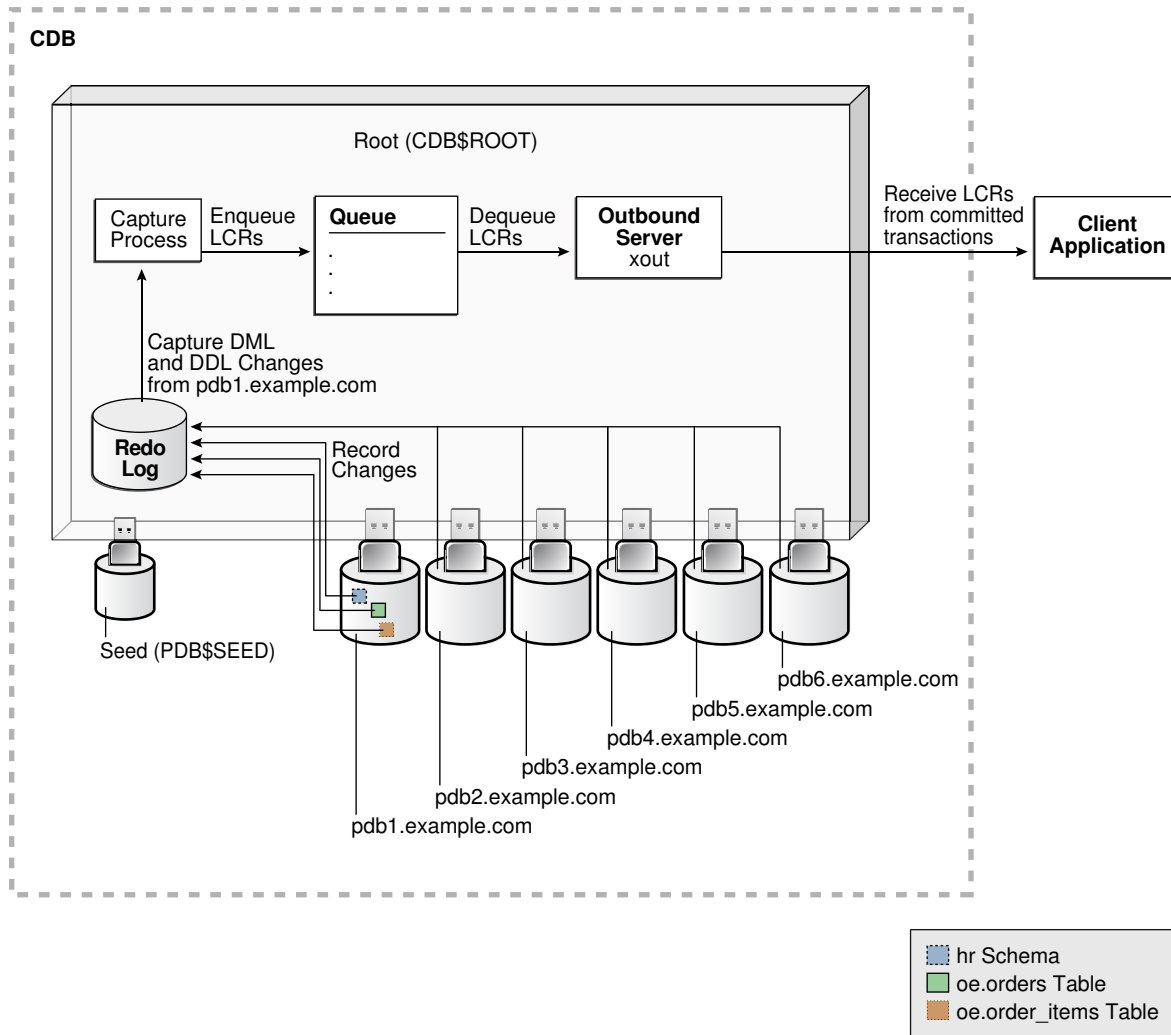 CDB
Root (CDB$ROOT)
Capture
Process
Enqueue
LCRs
Queue
.
.
.
Dequeue
LCRs
Outbound
Server
xout
Receive LCRs
from committed
transactions
Client
Application
Capture DML
and DDL Changes
from pdb1.example.com
Redo
Log
Record
Changes
Seed (PDB$SEED)
pdb6.example.com
pdb5.example.com
pdb4.example.com
pdb3.example.com
pdb2.example.com
pdb1.example.com
hr Schema
oe.orders Table
oe.order_items Table